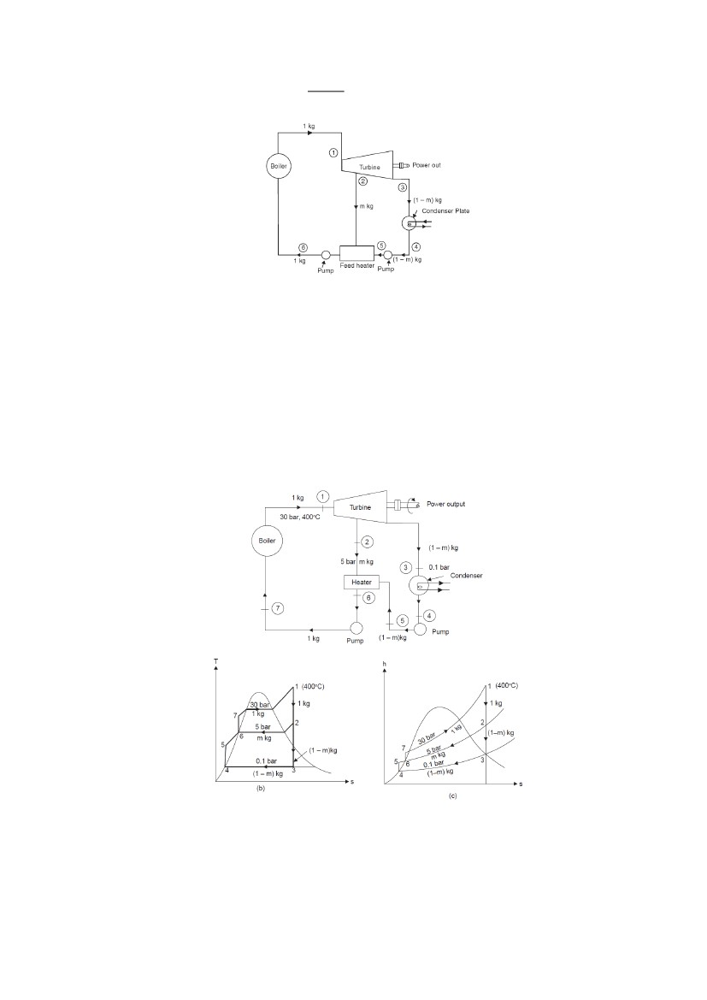 1 kg
1
Boiler
Turbine
Power out
2
3
m kg
(1 – m) kg
Condenser Plate
6
5
4
1 kg
Pump
Feed heater
Pump
(1 – m) kg
1 kg
1
30 bar, 400°C
Turbine
Power output
Boiler
2
(1 – m) kg
5 bar m kg
3
0.1 bar
Condenser
Heater
6
7
5
4
1 kg
Pump
(1 – m)kg
Pump
T
1 (400°C)
30 bar
1 kg
1 kg
7
5 bar
2
6
m kg
5
(1 – m)kg
0.1 bar
4
(1 – m) kg
3
s
(b)
h
1 (400°C)
1 kg
2
30 bar
1 kg
(1–m) kg
7
5 bar
m kg
5
6
3
0.1 bar
4
(1–m) kg
s
(c)